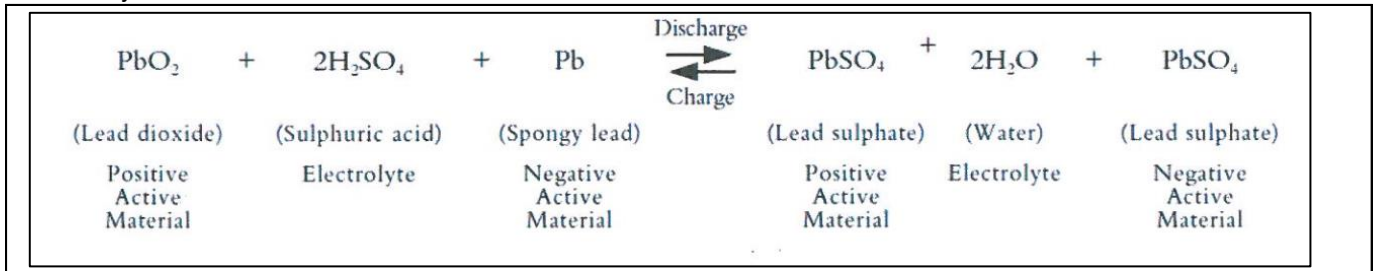 Discharge
PbO₂ + 2H₂SO₄ + Pb PbSO₄ + 2H₂O + PbSO₄
Charge
(Lead dioxide) (Sulphuric acid) (Spongy lead) (Lead sulphate) (Water) (Lead sulphate)
Positive Electrolyte Negative Positive Electrolyte Negative
Active Active Active Active
Material Material Material Material